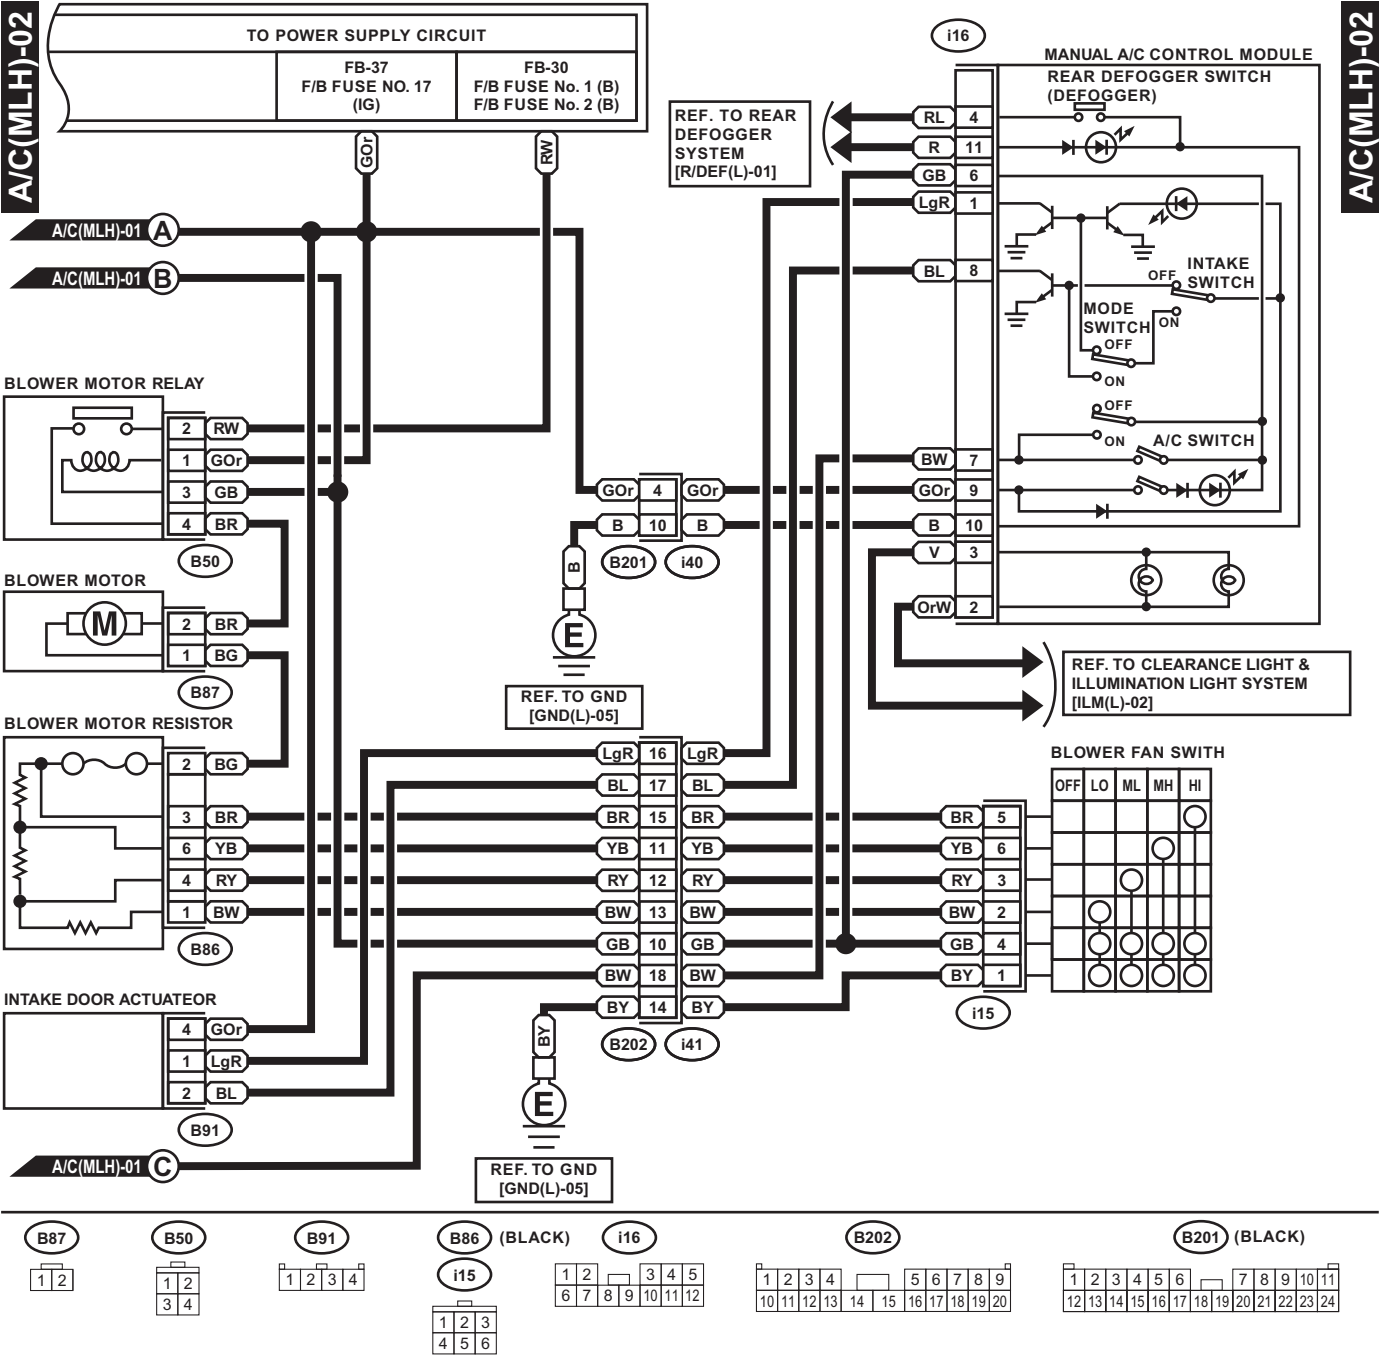 A/C(MLH)-02
A/C(MLH)-02
TO POWER SUPPLY CIRCUIT
FB-37
F/B FUSE NO. 17
(IG)
FB-30
F/B FUSE No. 1 (B)
F/B FUSE No. 2 (B)
GOr
RW
i16
MANUAL A/C CONTROL MODULE
REAR DEFOGGER SWITCH
(DEFOGGER)
REF. TO REAR
DEFOGGER
SYSTEM
[R/DEF(L)-01]
RL 4
R 11
GB 6
LgR 1
BL 8
A/C(MLH)-01 A
A/C(MLH)-01 B
INTAKE
SWITCH
OFF
ON
MODE
SWITCH
OFF
ON
OFF
ON
A/C SWITCH
BW 7
GOr 9
B 10
V 3
OrW 2
BLOWER MOTOR RELAY
2 RW
1 GOr
3 GB
4 BR
B50
GOr 4 GOr
B 10 B
B201 i40
B
E
REF. TO GND
[GND(L)-05]
REF. TO CLEARANCE LIGHT &
ILLUMINATION LIGHT SYSTEM
[ILM(L)-02]
BLOWER MOTOR
M
2 BR
1 BG
B87
BLOWER MOTOR RESISTOR
2 BG
3 BR
6 YB
4 RY
1 BW
B86
LgR 16 LgR
BL 17 BL
BR 15 BR
YB 11 YB
RY 12 RY
BW 13 BW
GB 10 GB
BW 18 BW
BY 14 BY
B202 i41
BLOWER FAN SWITH
OFF LO ML MH HI
BR 5
YB 6
RY 3
BW 2
GB 4
BY 1
i15
INTAKE DOOR ACTUATEOR
4 GOr
1 LgR
2 BL
B91
BY
E
REF. TO GND
[GND(L)-05]
A/C(MLH)-01 C
B87
1 2
B50
1 2
3 4
B91
1 2 3 4
B86 (BLACK)
i15
1 2 3
4 5 6
i16
1 2 3 4 5
6 7 8 9 10 11 12
B202
1 2 3 4 5 6 7 8 9
10 11 12 13 14 15 16 17 18 19 20
B201 (BLACK)
1 2 3 4 5 6 7 8 9 10 11
12 13 14 15 16 17 18 19 20 21 22 23 24